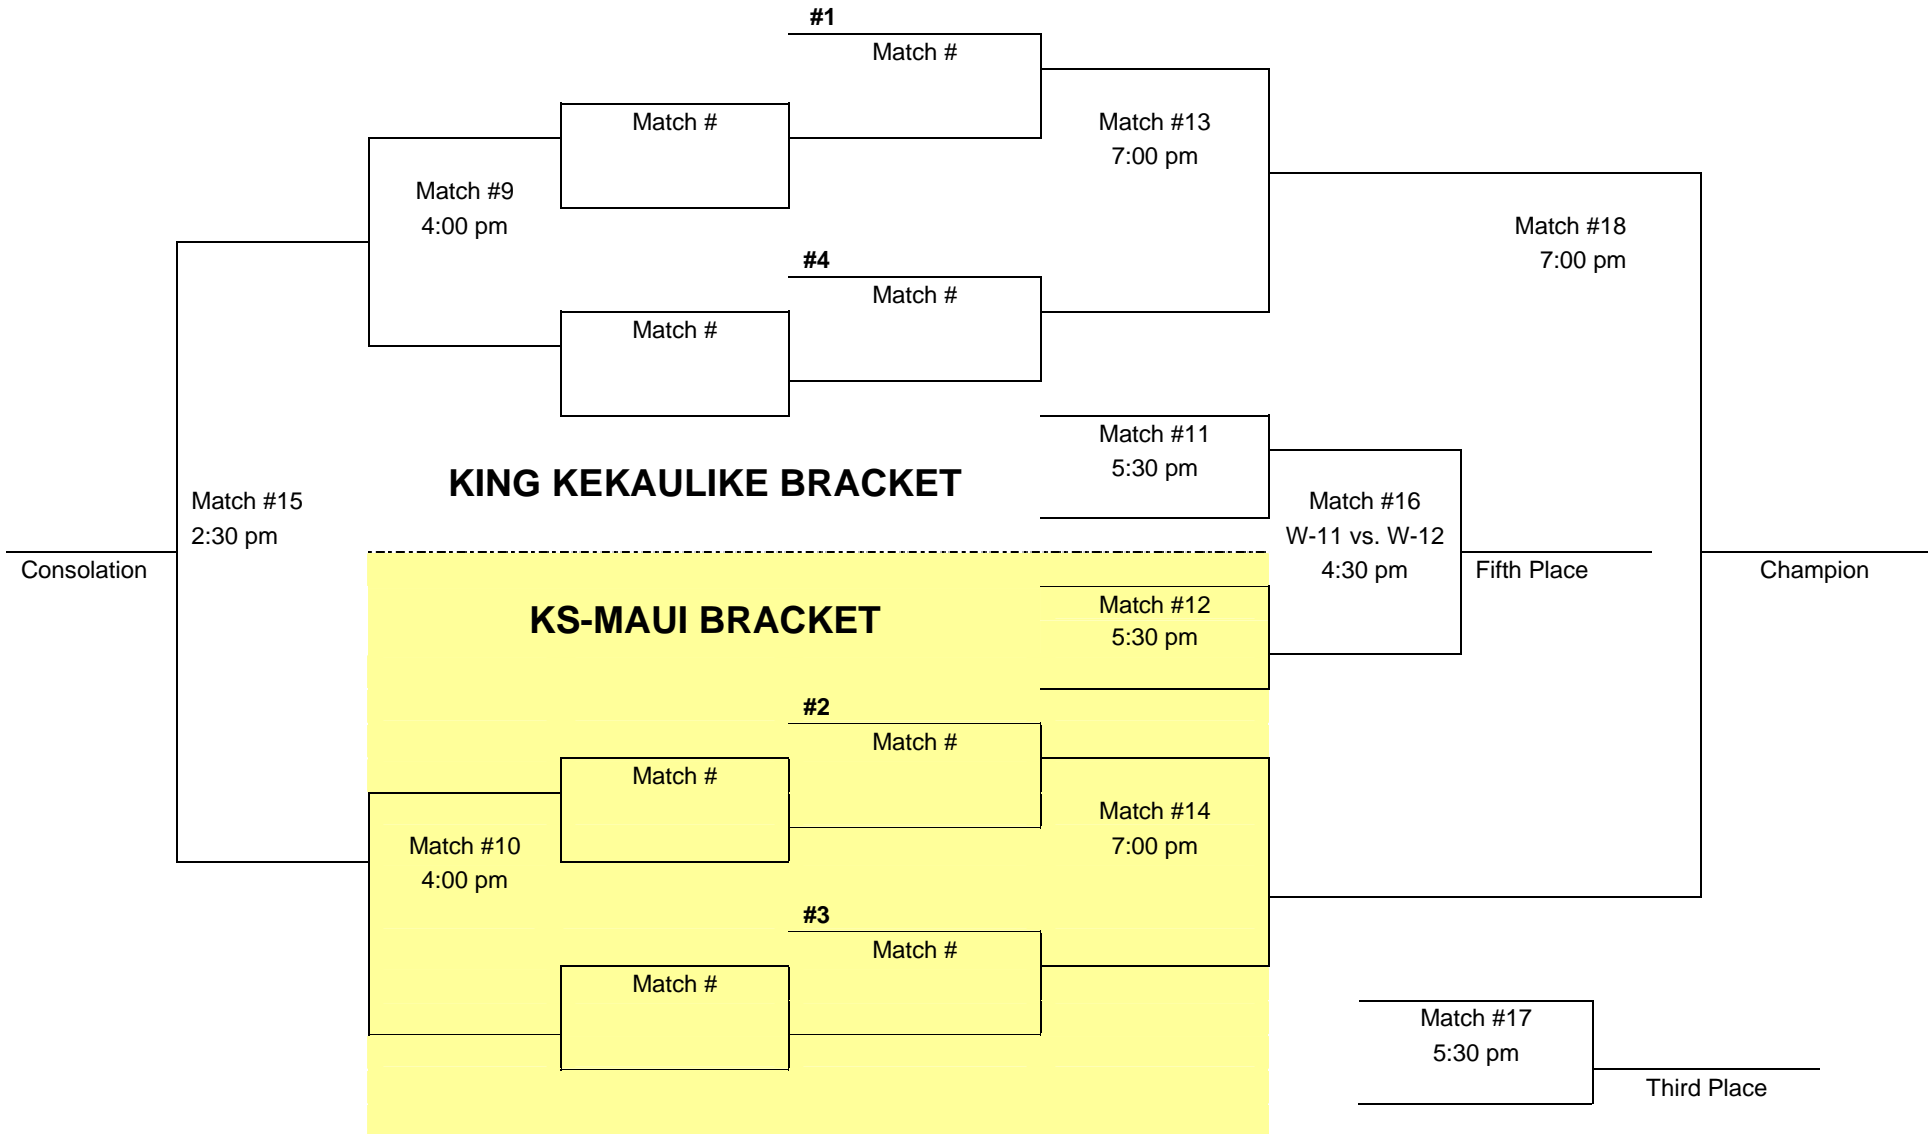 #1
Match #
Match #
Match #13
7:00 pm
Match #9
4:00 pm
Match #18
7:00 pm
#4
Match #
Match #
Match #11
5:30 pm
KING KEKAULIKE BRACKET
Match #15
2:30 pm
Match #16
W-11 vs. W-12
4:30 pm
Consolation
Fifth Place
Champion
KS-MAUI BRACKET
Match #12
5:30 pm
#2
Match #
Match #
Match #14
7:00 pm
Match #10
4:00 pm
#3
Match #
Match #
Match #17
5:30 pm
Third Place